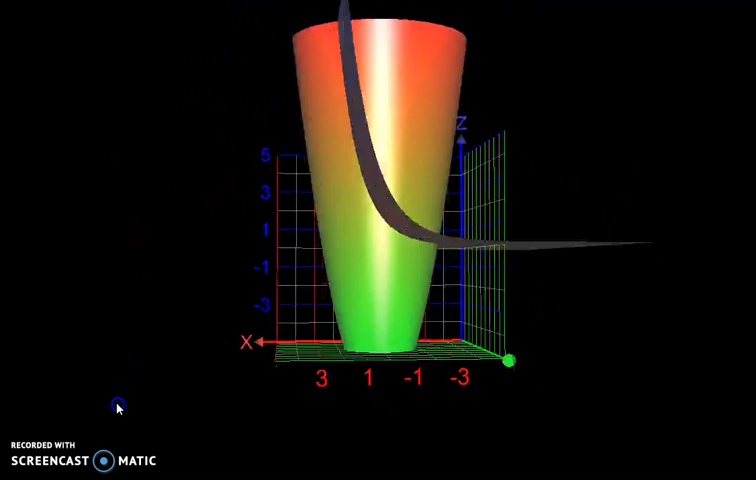 Z
5
3
1
-1
-3
X
3 1 -1 -3
RECORDED WITH
SCREENCAST MATIC